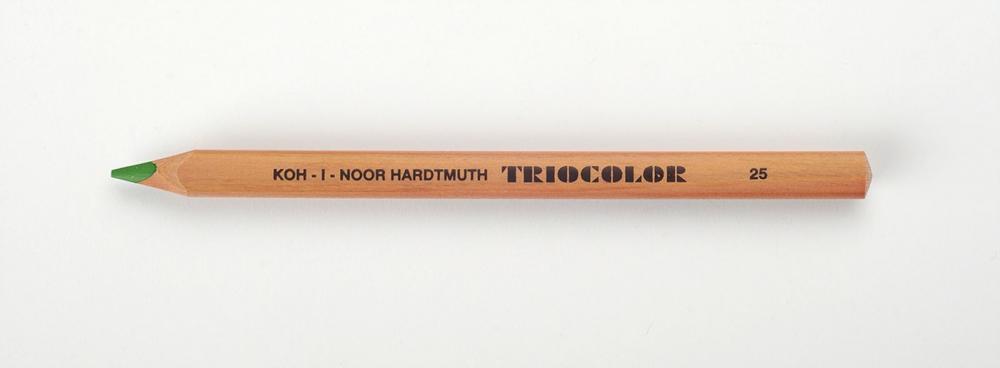 KOH - I - NOOR HARDTMUTH TRIOCOLOR 25